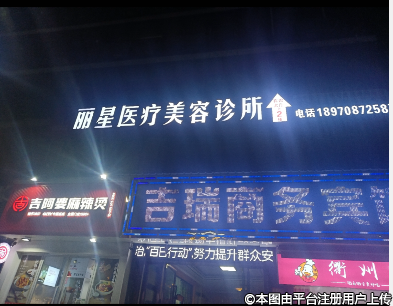 丽星医疗美容诊所
电话1897087258
吉阿婆麻辣烫
吉瑞商务宾
治"百日行动",努力提升群众安
衢州
©本图由平台注册用户上传